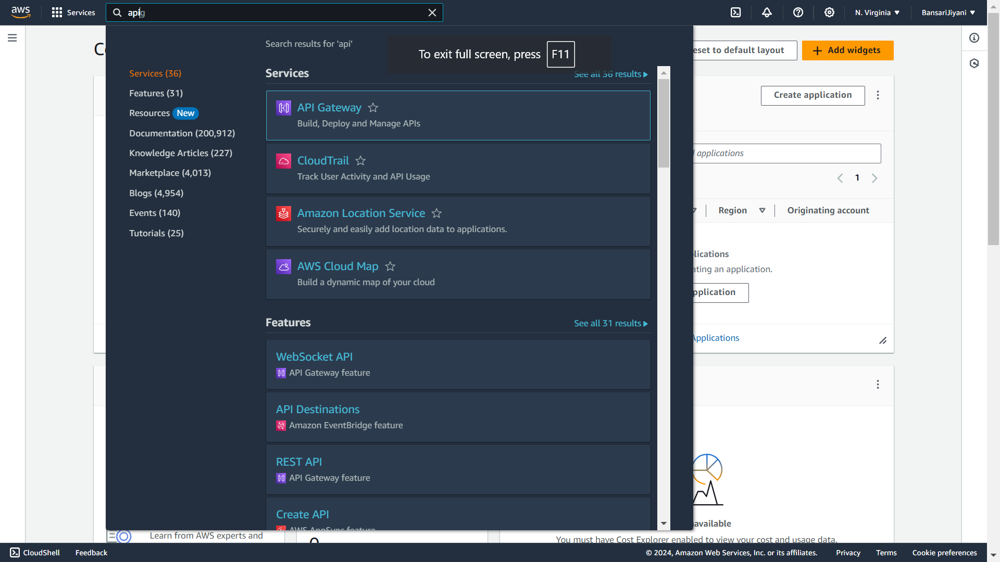 aws
Services
apig
N. Virginia
BansariJiyani
Search results for 'api'
To exit full screen, press F11
eset to default layout
Add widgets
Services (36)
Features (31)
Resources New
Documentation (200,912)
Knowledge Articles (227)
Marketplace (4,013)
Blogs (4,954)
Events (140)
Tutorials (25)
Services
See all 36 results
API Gateway
Build, Deploy and Manage APIs
CloudTrail
Track User Activity and API Usage
Amazon Location Service
Securely and easily add location data to applications.
AWS Cloud Map
Build a dynamic map of your cloud
Features
See all 31 results
WebSocket API
API Gateway feature
API Destinations
Amazon EventBridge feature
REST API
API Gateway feature
Create API
AWS AppSync feature
Create application
applications
1
Region
Originating account
lications
ating an application.
pplication
Applications
available
You must have Cost Explorer enabled to view your cost and usage data.
Learn from AWS experts and
0
CloudShell
Feedback
© 2024, Amazon Web Services, Inc. or its affiliates.
Privacy
Terms
Cookie preferences